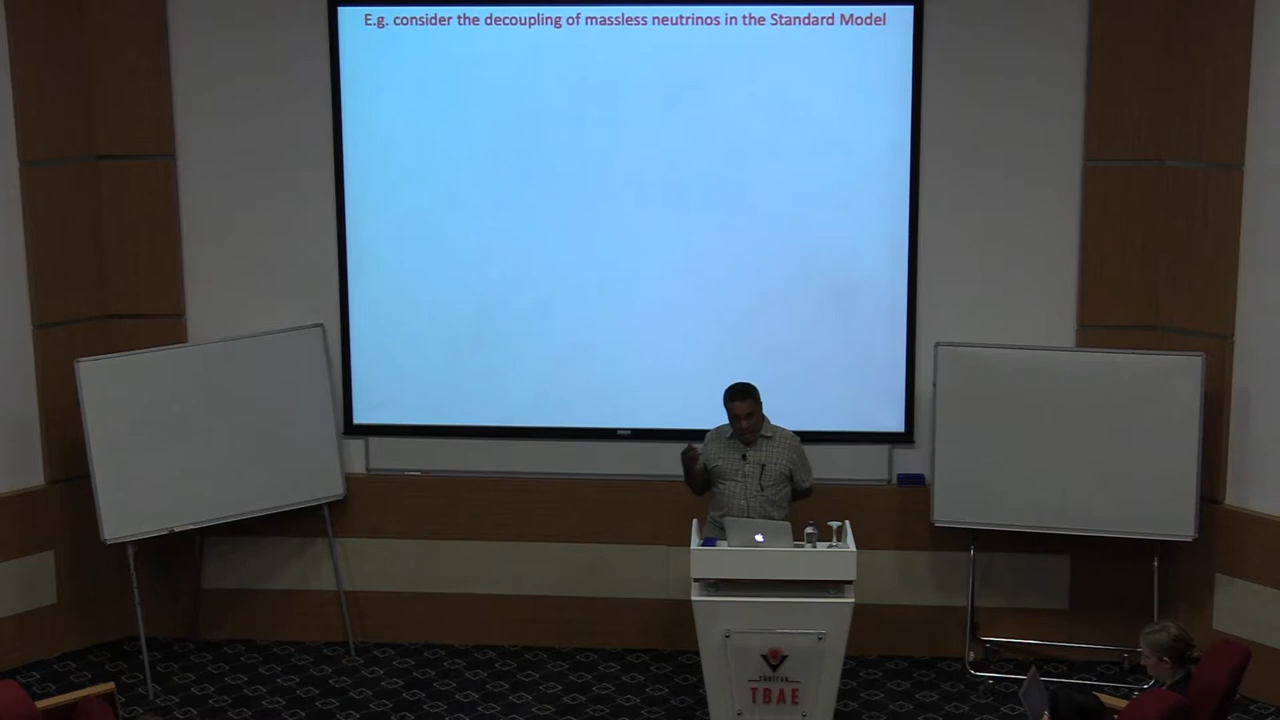 E.g. consider the decoupling of massless neutrinos in the Standard Model
TÜBİTAK
TBAE